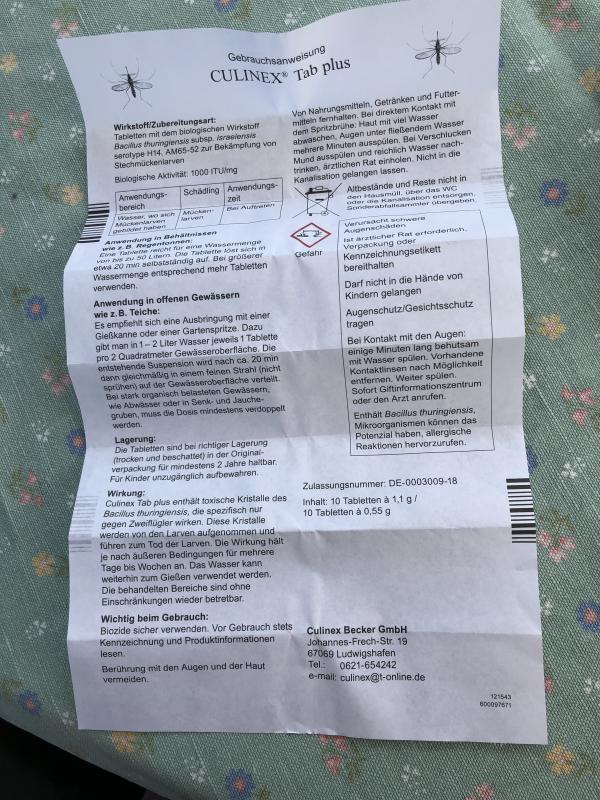 Gebrauchsanweisung
CULINEX® Tab plus
Wirkstoff/Zubereitungsart:
Tabletten mit dem biologischen Wirkstoff
Bacillus thuringiensis subsp. israelensis
serotype H14, AM65-52 zur Bekämpfung von
Stechmückenlarven
Biologische Aktivität: 1000 ITU/mg
Anwendungs-
bereich
Schädling
Anwendungs-
zeit
Wasser, wo sich
Mückenlarven
gebildet haben
Mücken-
larven
Bei Auftreten
Anwendung in Behältnissen
wie z.B. Regentonnen:
Eine Tablette reicht für eine Wassermenge
von bis zu 50 Litern. Die Tablette löst sich in
etwa 20 min selbstständig auf. Bei größerer
Wassermenge entsprechend mehr Tabletten
verwenden.
Anwendung in offenen Gewässern
wie z.B. Teiche:
Es empfiehlt sich eine Ausbringung mit einer
Gießkanne oder einer Gartenspritze. Dazu
gibt man in 1 – 2 Liter Wasser jeweils 1 Tablette
pro 2 Quadratmeter Gewässeroberfläche. Die
entstehende Suspension wird nach ca. 20 min
dann gleichmäßig in einem feinen Strahl (nicht
sprühen) auf der Gewässeroberfläche verteilt.
Bei stark organisch belasteten Gewässern,
wie Abwässer oder in Senk- und Jauche-
gruben, muss die Dosis mindestens verdoppelt
werden.
Lagerung:
Die Tabletten sind bei richtiger Lagerung
(trocken und beschattet) in der Original-
verpackung für mindestens 2 Jahre haltbar.
Für Kinder unzugänglich aufbewahren.
Wirkung:
Culinex Tab plus enthält toxische Kristalle des
Bacillus thuringiensis, die spezifisch nur
gegen Zweiflügler wirken. Diese Kristalle
werden von den Larven aufgenommen und
führen zum Tod der Larven. Die Wirkung hält
je nach äußeren Bedingungen für mehrere
Tage bis Wochen an. Das Wasser kann
weiterhin zum Gießen verwendet werden.
Die behandelten Bereiche sind ohne
Einschränkungen wieder betretbar.
Wichtig beim Gebrauch:
Biozide sicher verwenden. Vor Gebrauch stets
Kennzeichnung und Produktinformationen
lesen.
Berührung mit den Augen und der Haut
vermeiden.
Von Nahrungsmitteln, Getränken und Futter-
mitteln fernhalten. Bei direktem Kontakt mit
der Spritzbrühe: Haut mit viel Wasser
abwaschen, Augen unter fließendem Wasser
mehrere Minuten ausspülen. Bei Verschlucken
Mund ausspülen und reichlich Wasser nach-
trinken, ärztlichen Rat einholen. Nicht in die
Kanalisation gelangen lassen.
Altbestände und Reste nicht in
den Hausmüll, über das WC
oder die Kanalisation entsorgen,
Sonderabfallsammler übergeben.
Gefahr
Verursacht schwere
Augenschäden
Ist ärztlicher Rat erforderlich,
Verpackung oder
Kennzeichnungsetikett
bereithalten
Darf nicht in die Hände von
Kindern gelangen
Augenschutz/Gesichtsschutz
tragen
Bei Kontakt mit den Augen:
einige Minuten lang behutsam
mit Wasser spülen. Vorhandene
Kontaktlinsen nach Möglichkeit
entfernen. Weiter spülen.
Sofort Giftinformationszentrum
oder den Arzt anrufen.
Enthält Bacillus thuringiensis,
Mikroorganismen können das
Potenzial haben, allergische
Reaktionen hervorzurufen.
Zulassungsnummer: DE-0003009-18
Inhalt: 10 Tabletten à 1,1 g /
10 Tabletten à 0,55 g
Culinex Becker GmbH
Johannes-Frech-Str. 19
67069 Ludwigshafen
Tel.: 0621-654242
e-mail: culinex@t-online.de
121543
600097671